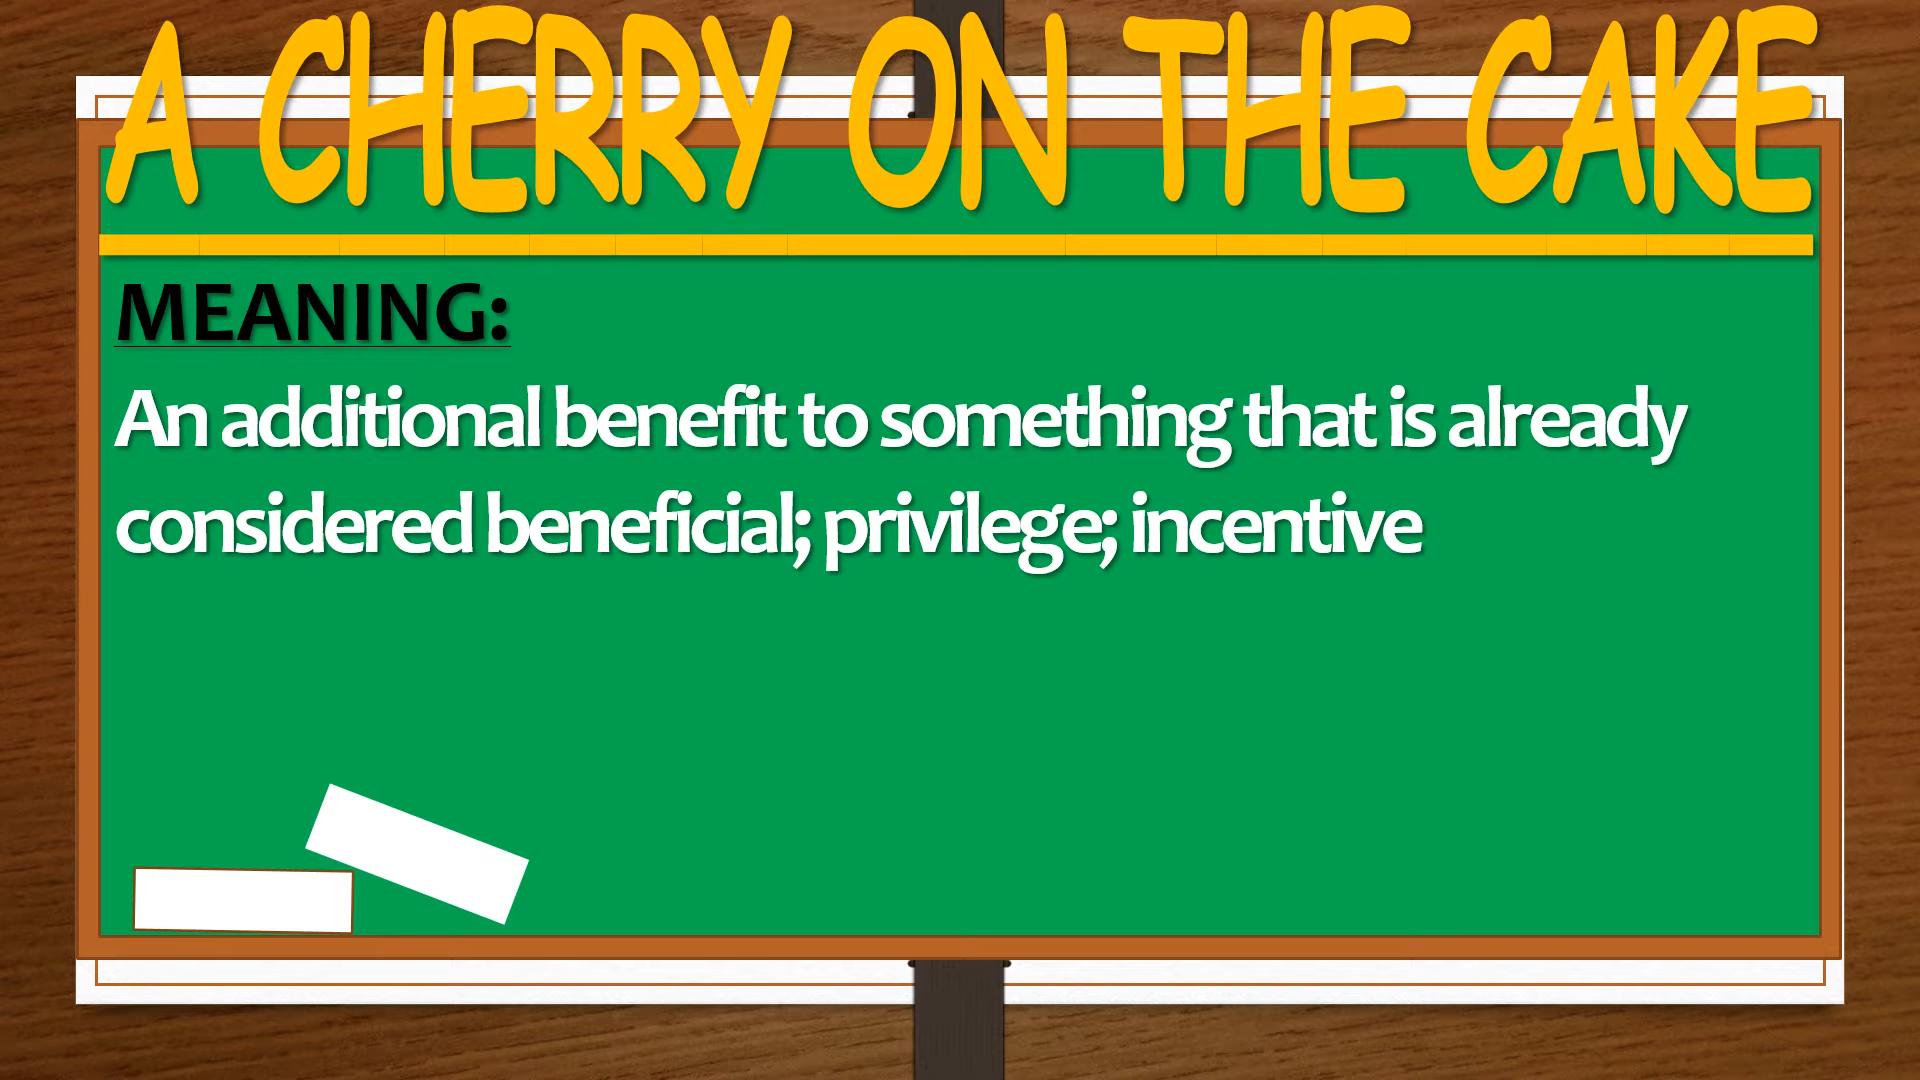 A CHERRY ON THE CAKE
MEANING:
An additional benefit to something that is already
considered beneficial; privilege; incentive